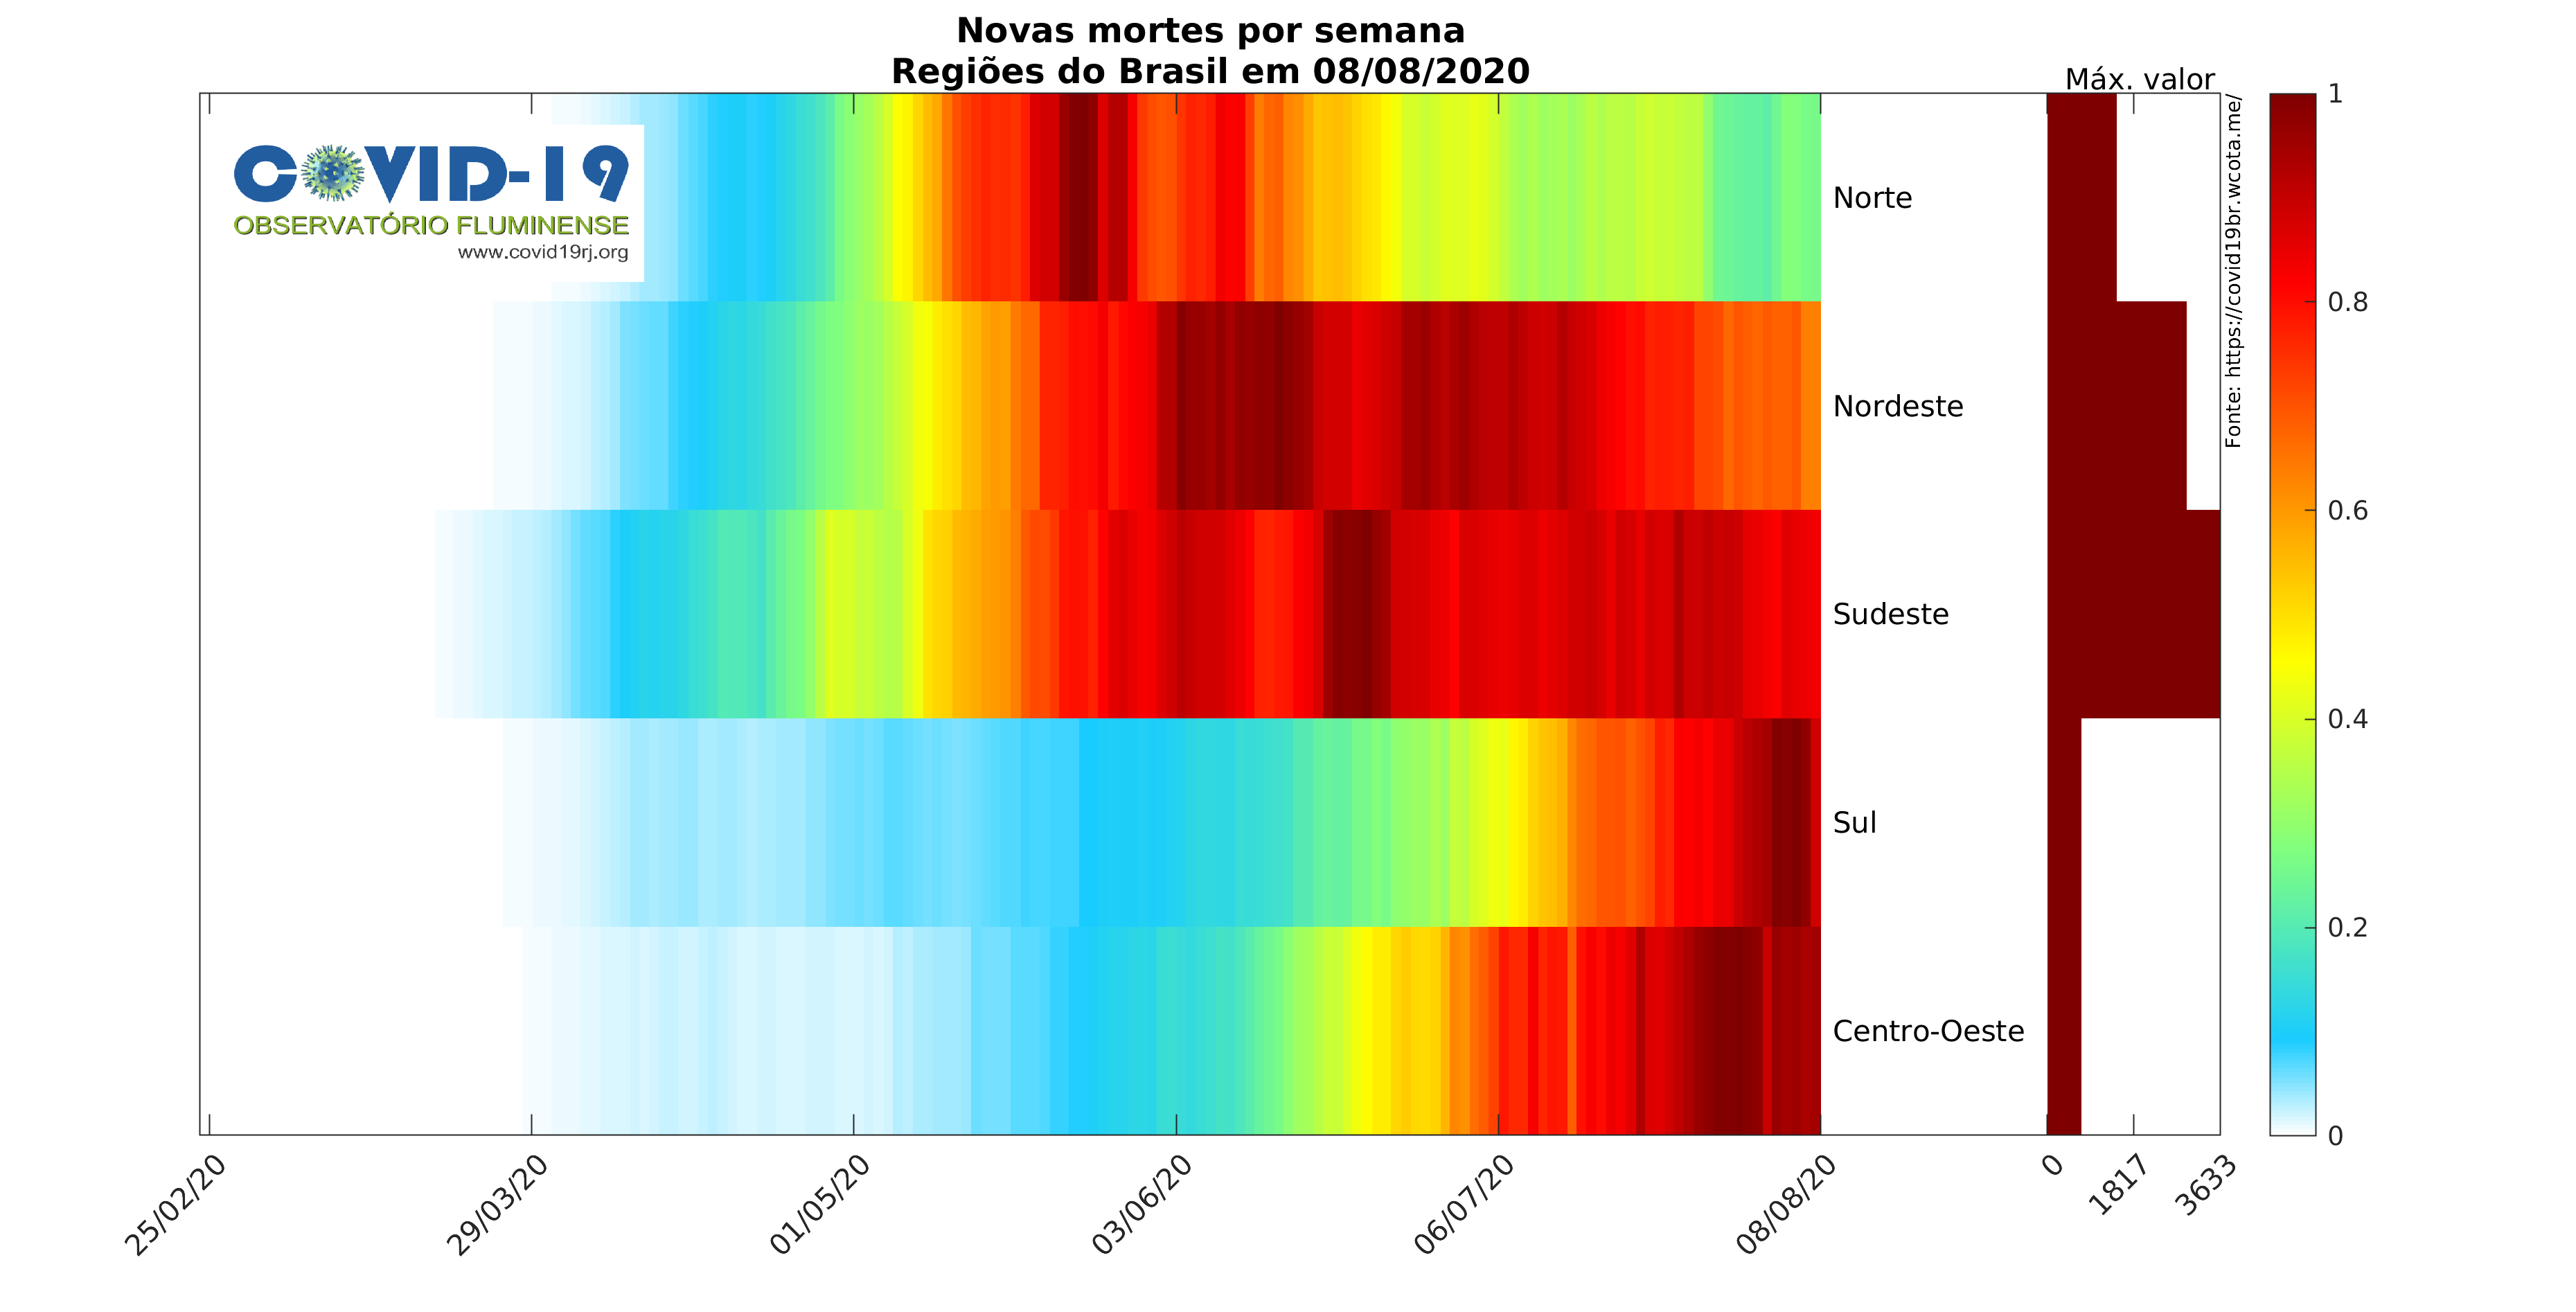 Novas mortes por semana
Regiões do Brasil em 08/08/2020
Máx. valor
COVID-19
OBSERVATÓRIO FLUMINENSE
www.covid19rj.org
Norte
Nordeste
Sudeste
Sul
Centro-Oeste
Fonte: https://covid19br.wcota.me/
1
0.8
0.6
0.4
0.2
0
25/02/20
29/03/20
01/05/20
03/06/20
06/07/20
08/08/20
0
1817
3633